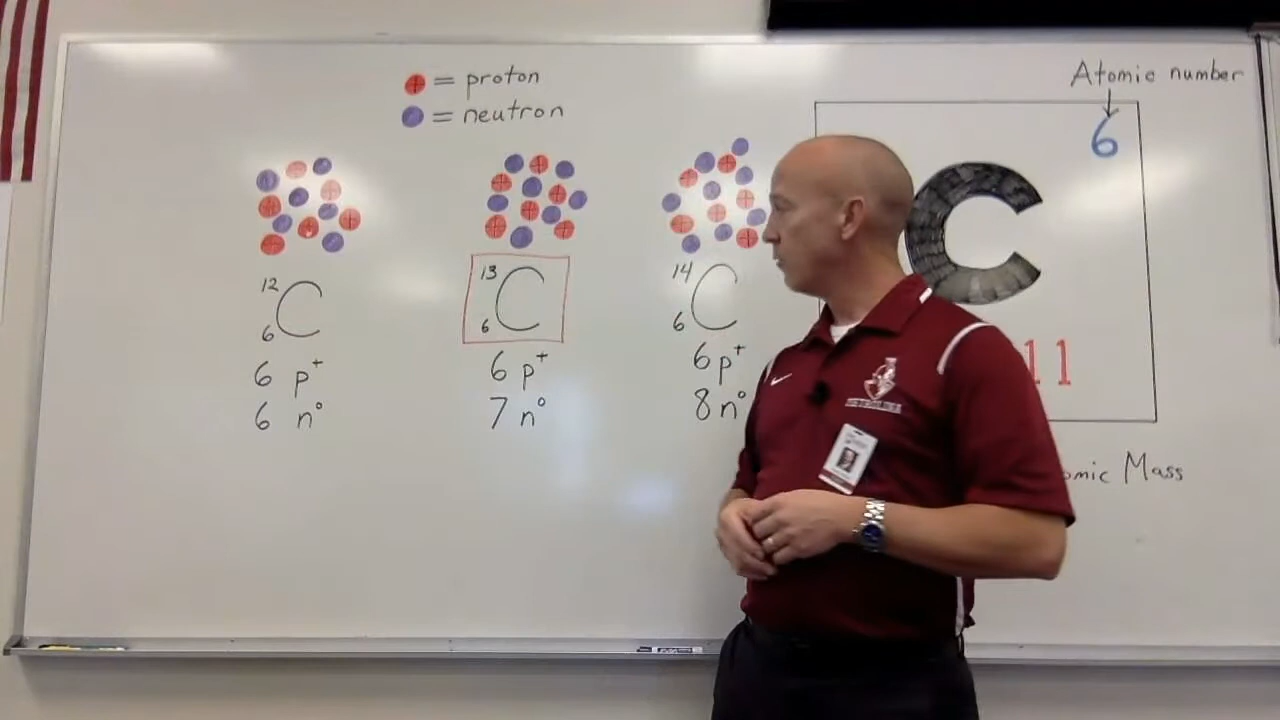 = proton
= neutron
Atomic number
6
C
11
omic Mass
12
C
6
6 p+
6 n°
13
C
6
6 p+
7 n°
14
C
6
6 p+
8 n°